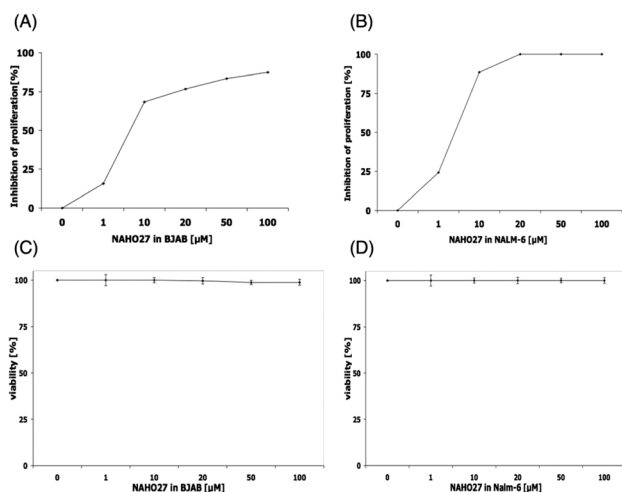 (A)
Inhibition of proliferation[%]
100
75
50
25
0
0 1 10 20 50 100
NAHO27 in BJAB [µM]
(B)
Inhibition of proliferation [%]
100
75
50
25
0
0 1 10 20 50 100
NAHO27 in NALM-6 [µM]
(C)
viability [%]
100
75
50
25
0
0 1 10 20 50 100
NAHO27 in BJAB [µM]
(D)
viability [%]
100
75
50
25
0
0 1 10 20 50 100
NAHO27 in Nalm-6 [µM]